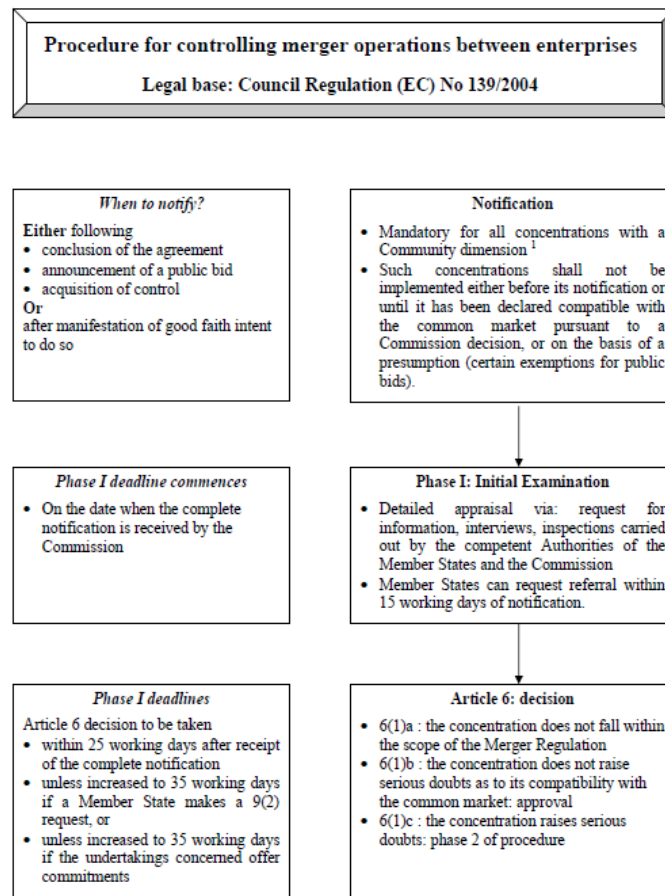 Procedure for controlling merger operations between enterprises
Legal base: Council Regulation (EC) No 139/2004
When to notify?
Either following
• conclusion of the agreement
• announcement of a public bid
• acquisition of control
Or
after manifestation of good faith intent
to do so
Notification
• Mandatory for all concentrations with a
Community dimension 1
• Such concentrations shall not be
implemented either before its notification or
until it has been declared compatible with
the common market pursuant to a
Commission decision, or on the basis of a
presumption (certain exemptions for public
bids).
Phase I deadline commences
• On the date when the complete
notification is received by the
Commission
Phase I: Initial Examination
• Detailed appraisal via: request for
information, interviews, inspections carried
out by the competent Authorities of the
Member States and the Commission
• Member States can request referral within
15 working days of notification.
Phase I deadlines
Article 6 decision to be taken
• within 25 working days after receipt
of the complete notification
• unless increased to 35 working days
if a Member State makes a 9(2)
request, or
• unless increased to 35 working days
if the undertakings concerned offer
commitments
Article 6: decision
• 6(1)a : the concentration does not fall within
the scope of the Merger Regulation
• 6(1)b : the concentration does not raise
serious doubts as to its compatibility with
the common market: approval
• 6(1)c : the concentration raises serious
doubts: phase 2 of procedure